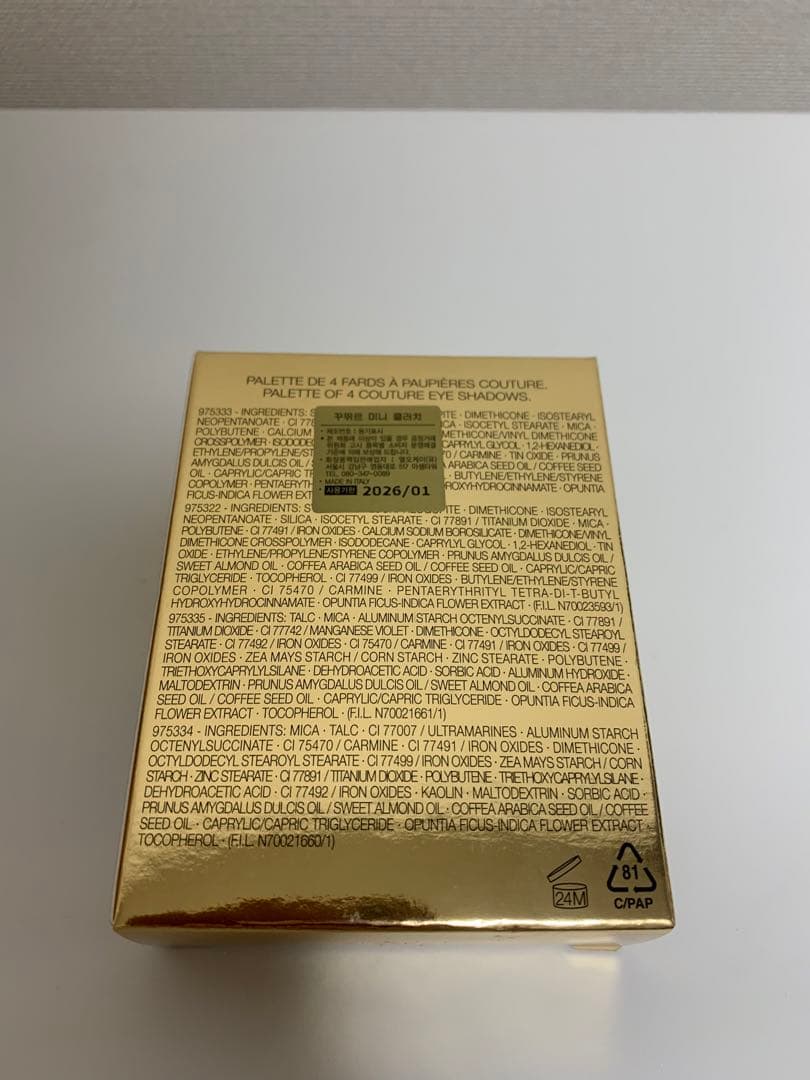 PALETTE DE 4 FARDS À PAUPIÈRES COUTURE.
PALETTE OF 4 COUTURE EYE SHADOWS.
975333 - INGREDIENTS: DIMETHICONE · ISOSTEARYL
NEOPENTANOATE · ISOCETYL STEARATE · MICA ·
POLYBUTENE · CALCIUM DIMETHICONE/VINYL DIMETHICONE
CROSSPOLYMER · CAPRYLYL GLYCOL · 1,2-HEXANEDIOL ·
/ CARMINE · TIN OXIDE · PRUNUS
AMYGDALUS DULCIS OIL / ARABICA SEED OIL / COFFEE SEED
OIL · CAPRYLIC/CAPRIC BUTYLENE/ETHYLENE/STYRENE
COPOLYMER · OPUNTIA
FICUS-INDICA FLOWER
꾸뛰르 미니 클러치
· 제조번호 : 용기표시
· MADE IN ITALY
· 사용기한 2026/01
975322 - INGREDIENTS: DIMETHICONE · ISOSTEARYL
NEOPENTANOATE · SILICA · ISOCETYL STEARATE · CI 77891 / TITANIUM DIOXIDE · MICA ·
POLYBUTENE · CI 77491 / IRON OXIDES · CALCIUM SODIUM BOROSILICATE · DIMETHICONE/VINYL
DIMETHICONE CROSSPOLYMER · ISODODECANE · CAPRYLYL GLYCOL · 1,2-HEXANEDIOL · TIN
OXIDE · ETHYLENE/PROPYLENE/STYRENE COPOLYMER · PRUNUS AMYGDALUS DULCIS OIL /
SWEET ALMOND OIL · COFFEA ARABICA SEED OIL / COFFEE SEED OIL · CAPRYLIC/CAPRIC
TRIGLYCERIDE · TOCOPHEROL · CI 77499 / IRON OXIDES · BUTYLENE/ETHYLENE/STYRENE
COPOLYMER · CI 75470 / CARMINE · PENTAERYTHRITYL TETRA-DI-T-BUTYL
HYDROXYHYDROCINNAMATE · OPUNTIA FICUS-INDICA FLOWER EXTRACT · (F.I.L. N70023593/1)
975335 - INGREDIENTS: TALC · MICA · ALUMINUM STARCH OCTENYLSUCCINATE · CI 77891 /
TITANIUM DIOXIDE · CI 77742 / MANGANESE VIOLET · DIMETHICONE · OCTYLDODECYL STEAROYL
STEARATE · CI 77492 / IRON OXIDES · CI 75470 / CARMINE · CI 77491 / IRON OXIDES · CI 77499 /
IRON OXIDES · ZEA MAYS STARCH / CORN STARCH · ZINC STEARATE · POLYBUTENE ·
TRIETHOXYCAPRYLYLSILANE · DEHYDROACETIC ACID · SORBIC ACID · ALUMINUM HYDROXIDE ·
MALTODEXTRIN · PRUNUS AMYGDALUS DULCIS OIL / SWEET ALMOND OIL · COFFEA ARABICA
SEED OIL / COFFEE SEED OIL · CAPRYLIC/CAPRIC TRIGLYCERIDE · OPUNTIA FICUS-INDICA
FLOWER EXTRACT · TOCOPHEROL · (F.I.L. N70021661/1)
975334 - INGREDIENTS: MICA · TALC · CI 77007 / ULTRAMARINES · ALUMINUM STARCH
OCTENYLSUCCINATE · CI 75470 / CARMINE · CI 77491 / IRON OXIDES · DIMETHICONE ·
OCTYLDODECYL STEAROYL STEARATE · CI 77499 / IRON OXIDES · ZEA MAYS STARCH / CORN
STARCH · ZINC STEARATE · CI 77891 / TITANIUM DIOXIDE · POLYBUTENE · TRIETHOXYCAPRYLYLSILANE ·
DEHYDROACETIC ACID · CI 77492 / IRON OXIDES · KAOLIN · MALTODEXTRIN · SORBIC ACID ·
PRUNUS AMYGDALUS DULCIS OIL / SWEET ALMOND OIL · COFFEA ARABICA SEED OIL / COFFEE
SEED OIL · CAPRYLIC/CAPRIC TRIGLYCERIDE · OPUNTIA FICUS-INDICA FLOWER EXTRACT ·
TOCOPHEROL · (F.I.L. N70021660/1)
24M
81
C/PAP